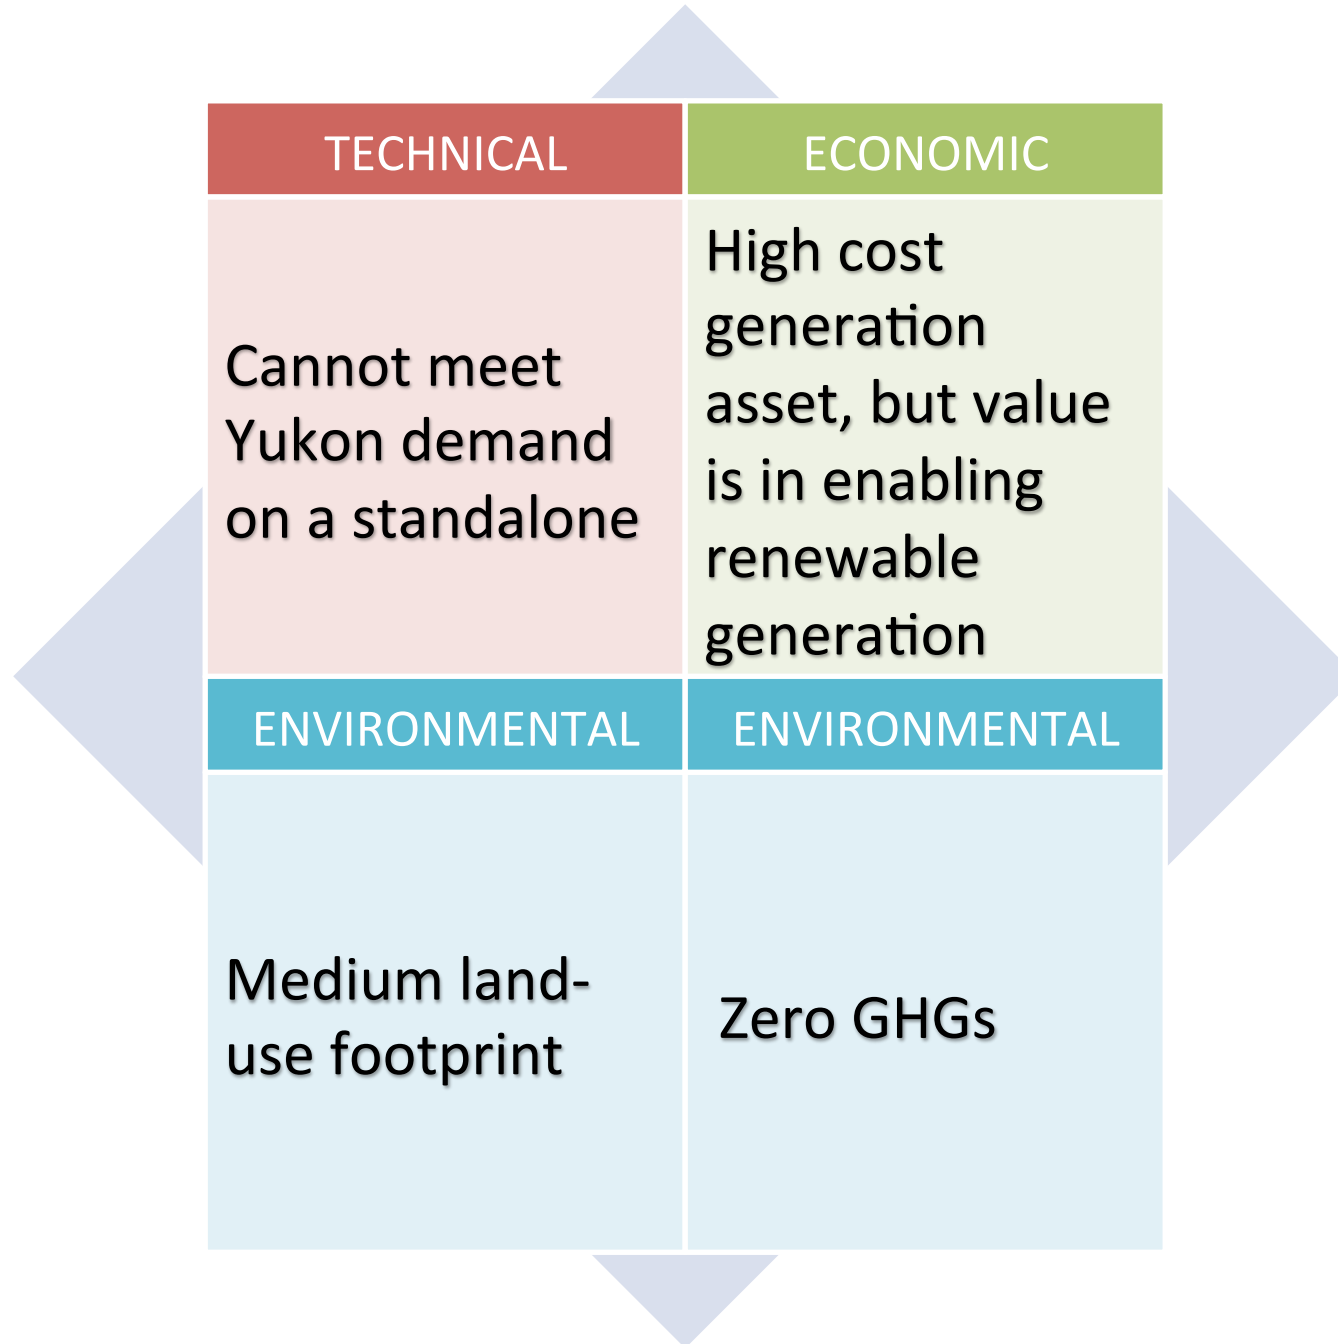 TECHNICAL
Cannot meet
Yukon demand
on a standalone
ECONOMIC
High cost
generation
asset, but value
is in enabling
renewable
generation
ENVIRONMENTAL
Medium land-
use footprint
ENVIRONMENTAL
Zero GHGs